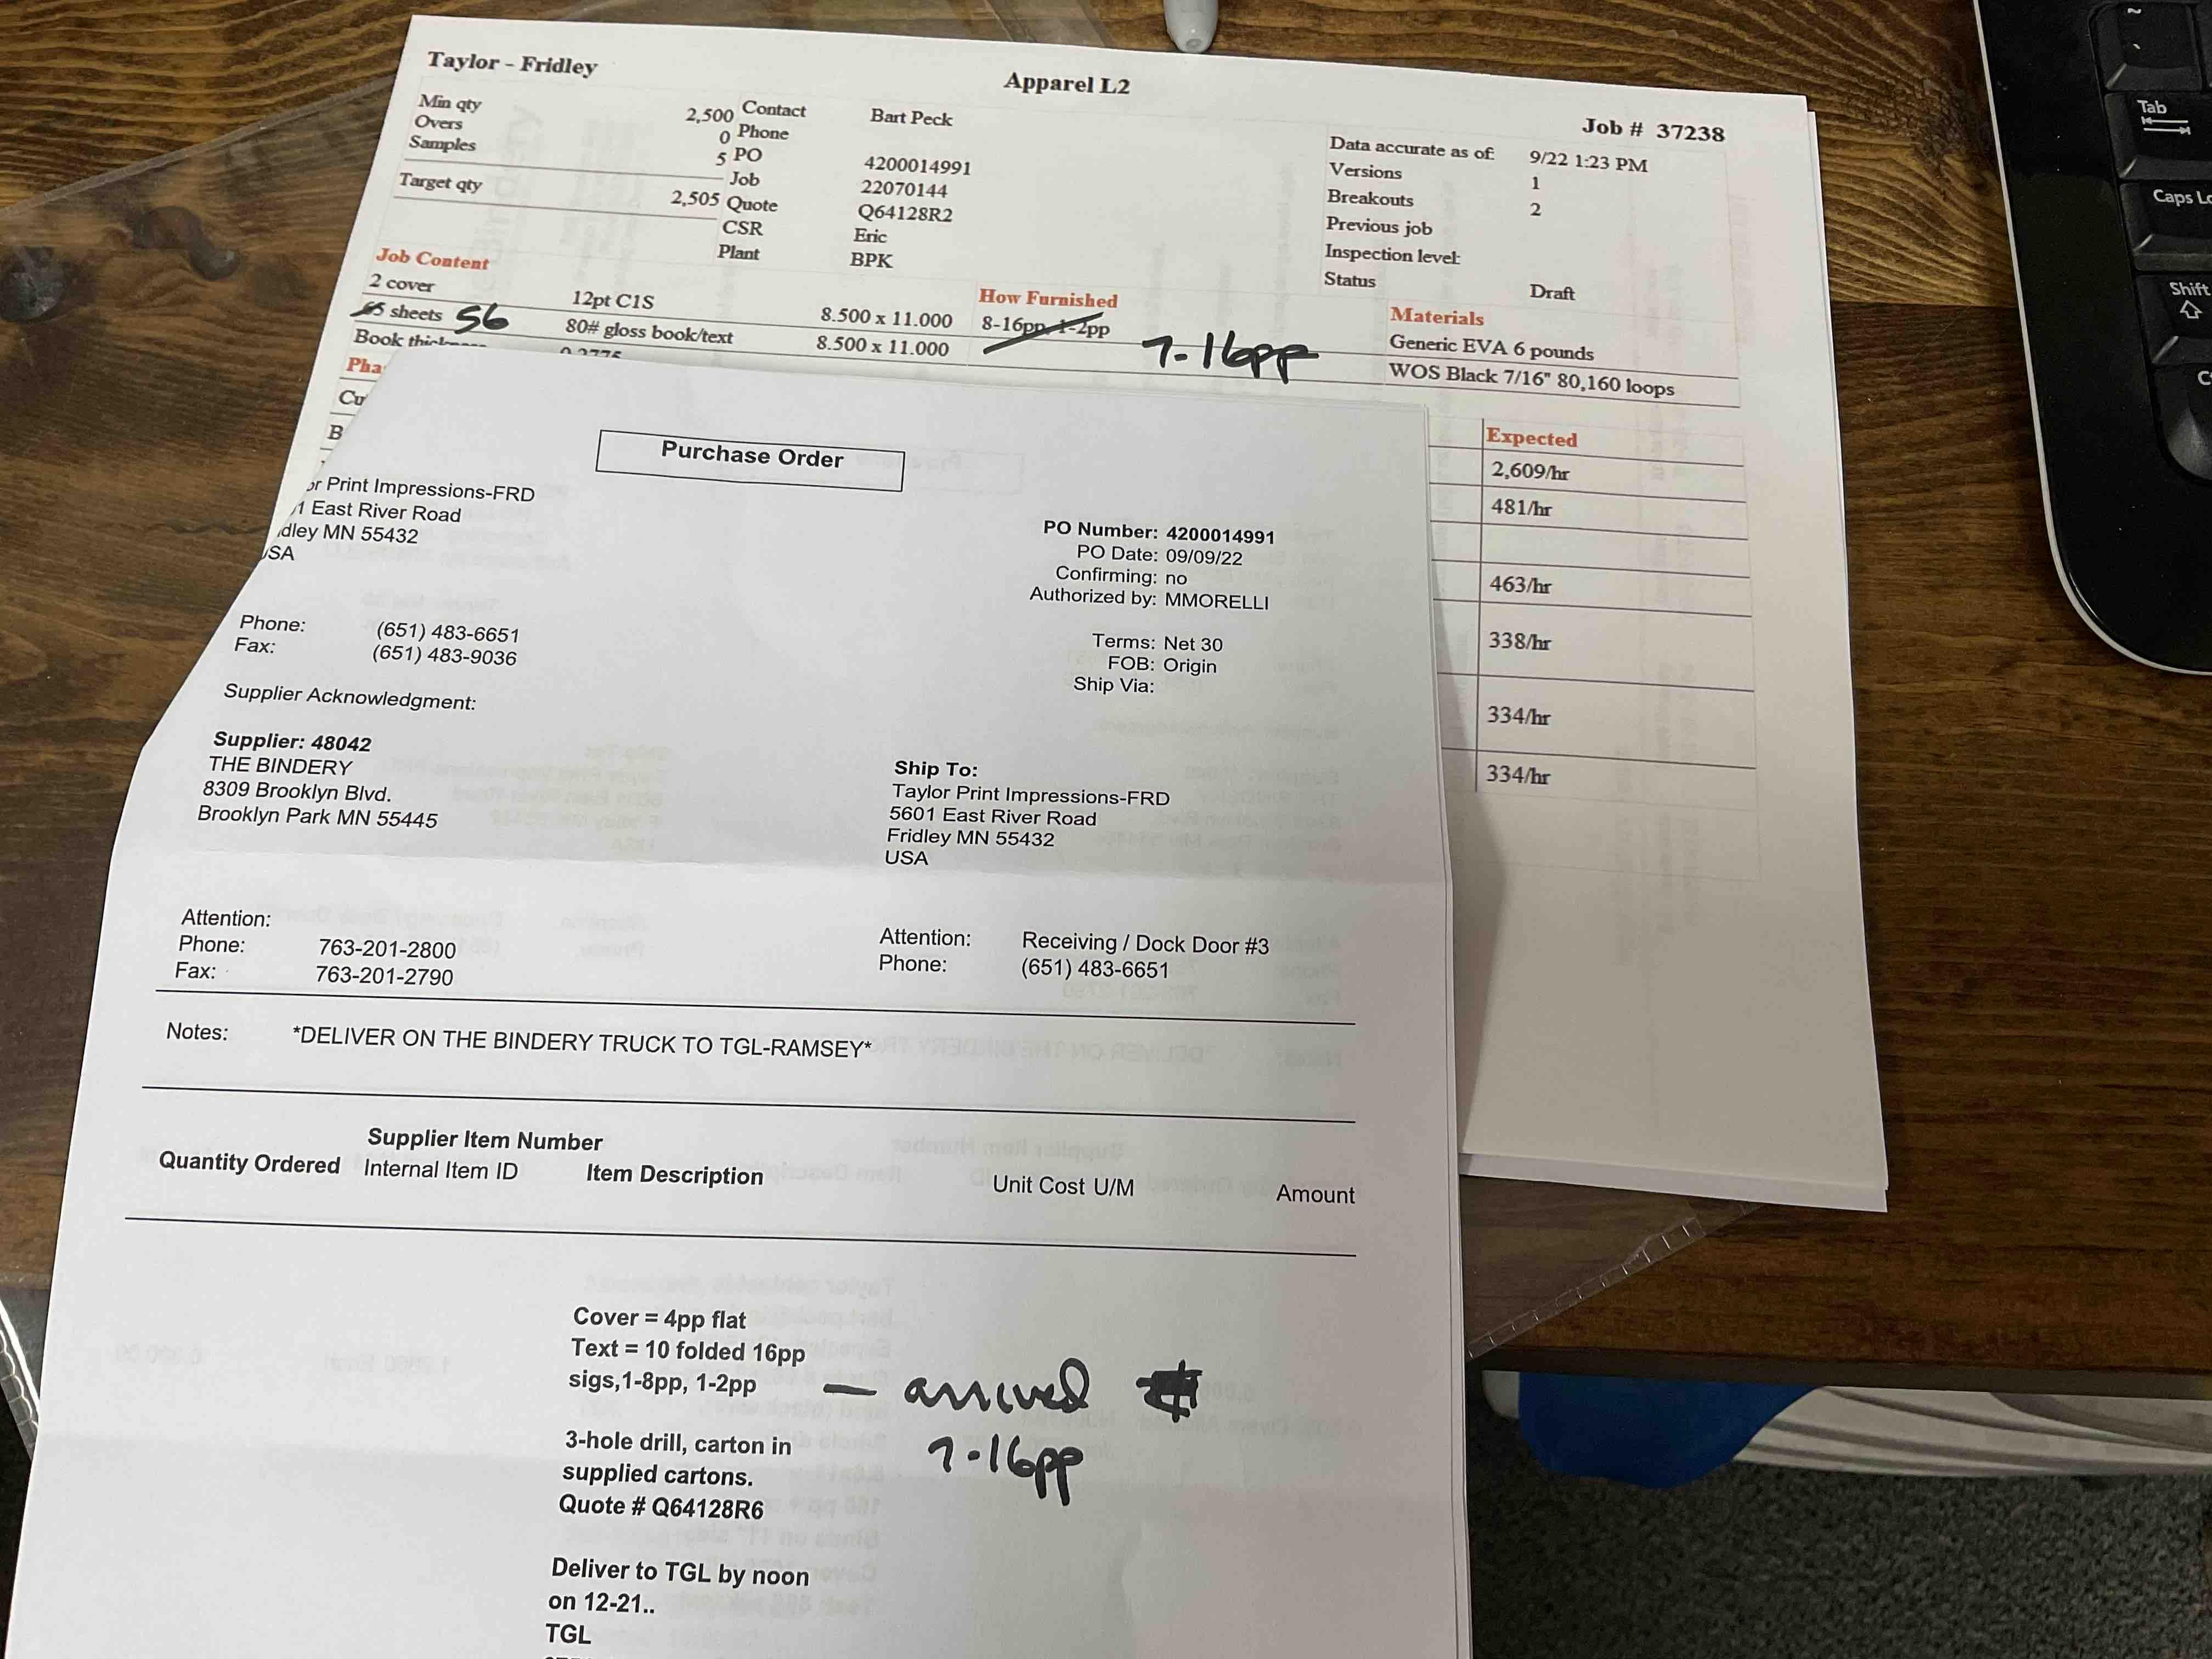 Taylor - Fridley
Apparel L2
Job # 37238
Min qty 2,500
Overs 0
Samples 5
Target qty 2,505
Contact Bart Peck
Phone
PO 4200014991
Job 22070144
Quote Q64128R2
CSR Eric
Plant BPK
Data accurate as of: 9/22 1:23 PM
Versions 1
Breakouts 2
Previous job
Inspection level:
Status Draft
Job Content
How Furnished
Materials
2 cover 12pt C1S 8.500 x 11.000 8-16pp, 1-2pp
65 sheets 56 80# gloss book/text 8.500 x 11.000 7-16pp
Generic EVA 6 pounds
WOS Black 7/16" 80,160 loops
Book
Pha
Cu
B
Expected
2,609/hr
481/hr
463/hr
338/hr
334/hr
334/hr
Purchase Order
or Print Impressions-FRD
1 East River Road
dley MN 55432
USA
PO Number: 4200014991
PO Date: 09/09/22
Confirming: no
Authorized by: MMORELLI
Terms: Net 30
FOB: Origin
Ship Via:
Phone: (651) 483-6651
Fax: (651) 483-9036
Supplier Acknowledgment:
Supplier: 48042
THE BINDERY
8309 Brooklyn Blvd.
Brooklyn Park MN 55445
Ship To:
Taylor Print Impressions-FRD
5601 East River Road
Fridley MN 55432
USA
Attention:
Phone: 763-201-2800
Fax: 763-201-2790
Attention: Receiving / Dock Door #3
Phone: (651) 483-6651
Notes: *DELIVER ON THE BINDERY TRUCK TO TGL-RAMSEY*
Supplier Item Number
Quantity Ordered Internal Item ID Item Description Unit Cost U/M Amount
Cover = 4pp flat
Text = 10 folded 16pp
sigs,1-8pp, 1-2pp — arrived
7-16pp
3-hole drill, carton in
supplied cartons.
Quote # Q64128R6
Deliver to TGL by noon
on 12-21..
TGL
~
Tab
Caps Lo
Shift